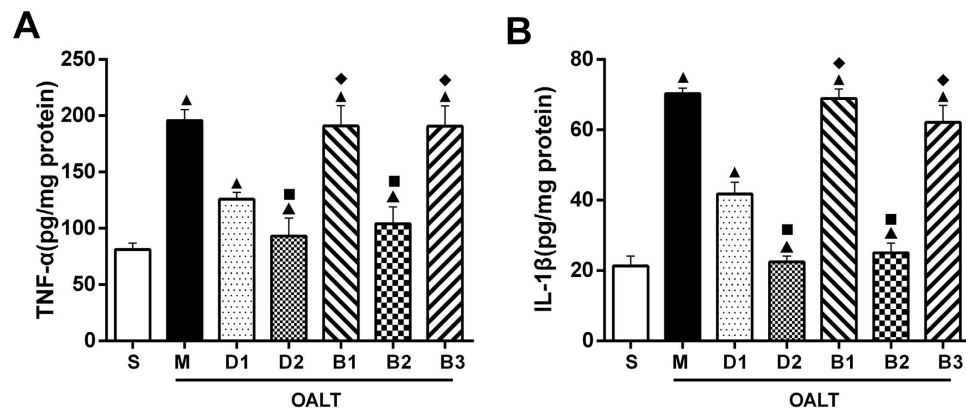 A
TNF-α(pg/mg protein)
250
200
150
100
50
0
S M D1 D2 B1 B2 B3
OALT
B
IL-1β(pg/mg protein)
80
60
40
20
0
S M D1 D2 B1 B2 B3
OALT